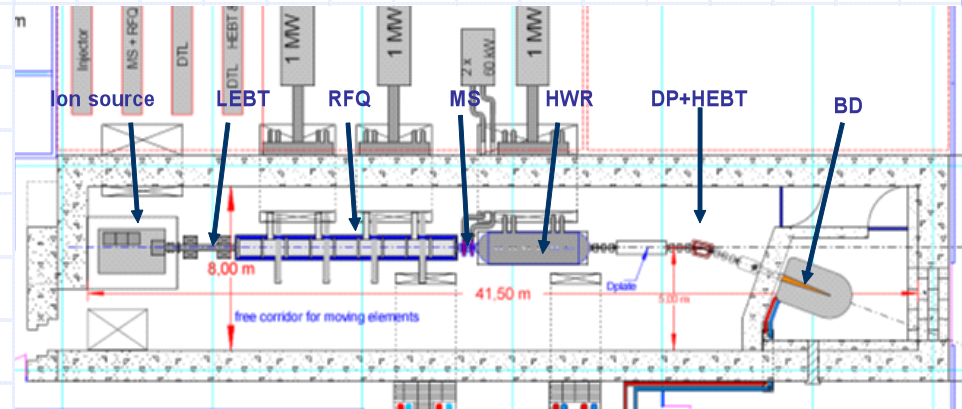 m
Injector
MS + RFQ
DTL
DTL HEBT &
1 MW
1 MW
2 x
60 kW
1 MW
Ion source
LEBT
RFQ
MS
HWR
DP+HEBT
BD
8,00 m
41,50 m
Dplate
5,00 m
free corridor for moving elements